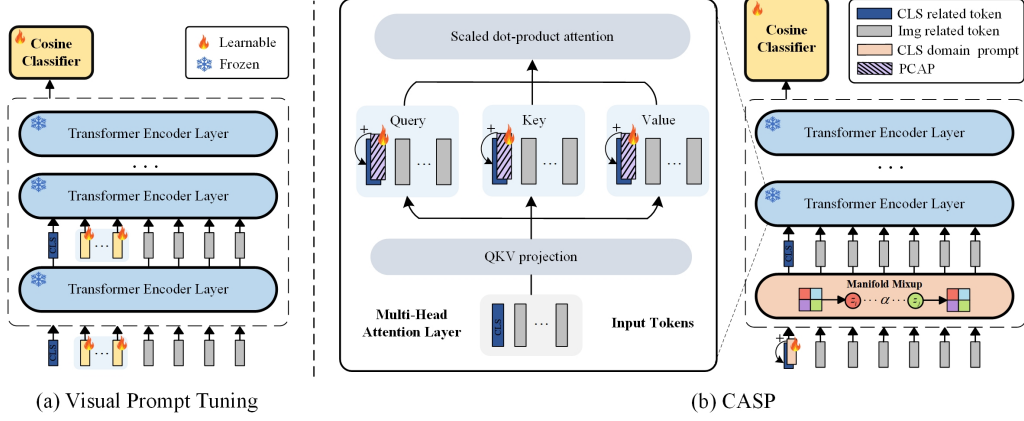 Cosine
Classifier
Learnable
Frozen
Transformer Encoder Layer
...
Transformer Encoder Layer
CLS
...
Transformer Encoder Layer
CLS
...
(a) Visual Prompt Tuning
Scaled dot-product attention
Query
Key
Value
+
...
+
...
+
...
QKV projection
Multi-Head
Attention Layer
CLS
...
Input Tokens
Cosine
Classifier
CLS related token
Img related token
CLS domain prompt
PCAP
Transformer Encoder Layer
...
Transformer Encoder Layer
CLS
Manifold Mixup
z_i ... α ... z_j
+
(b) CASP